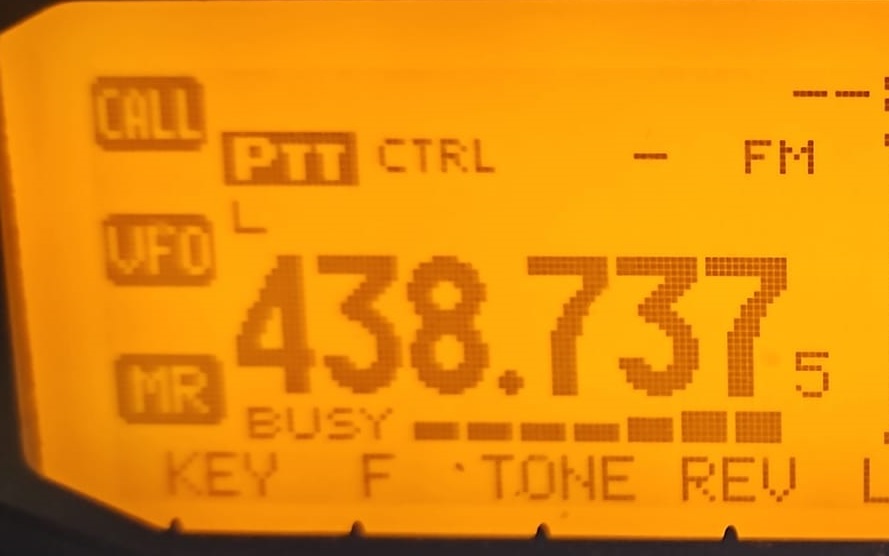 CALL
PTT CTRL - FM
L
VFO
438.737 5
MR
BUSY
KEY F TONE REV L